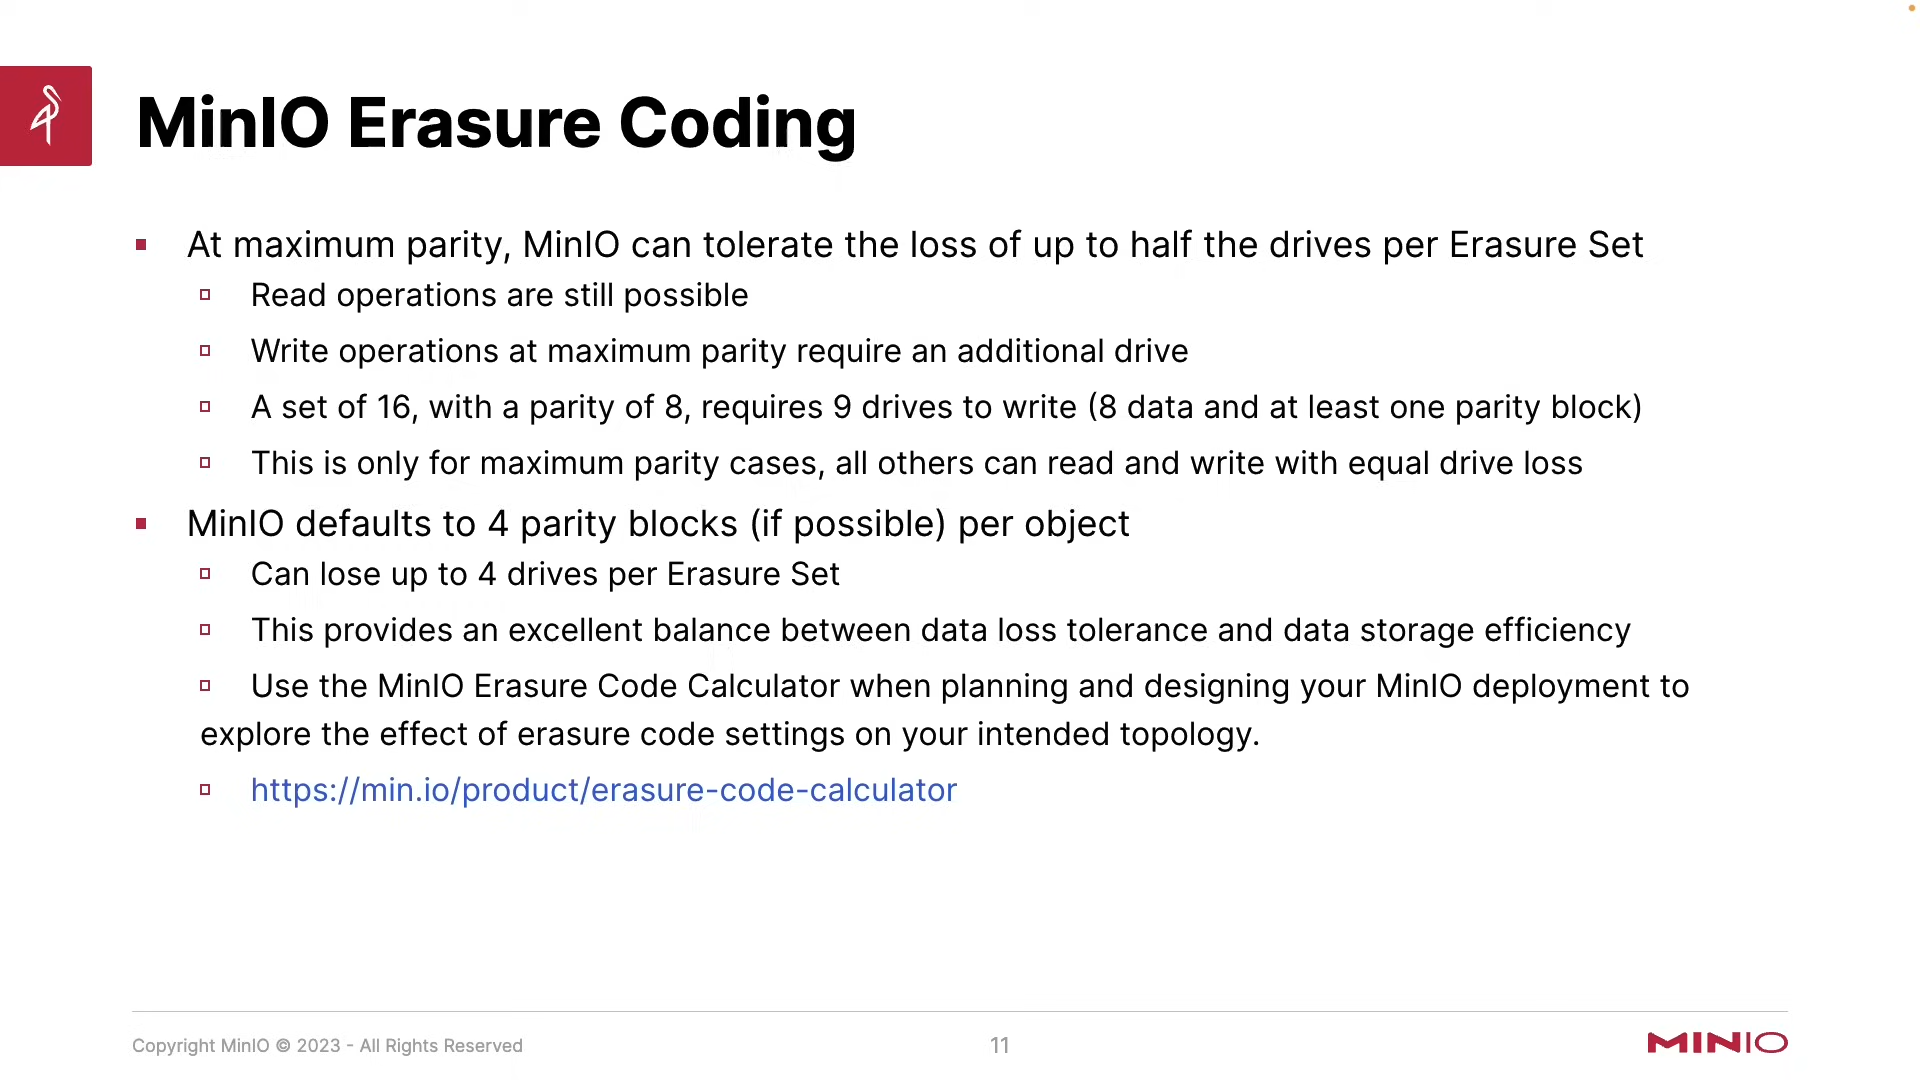 MinIO Erasure Coding
At maximum parity, MinIO can tolerate the loss of up to half the drives per Erasure Set
Read operations are still possible
Write operations at maximum parity require an additional drive
A set of 16, with a parity of 8, requires 9 drives to write (8 data and at least one parity block)
This is only for maximum parity cases, all others can read and write with equal drive loss
MinIO defaults to 4 parity blocks (if possible) per object
Can lose up to 4 drives per Erasure Set
This provides an excellent balance between data loss tolerance and data storage efficiency
Use the MinIO Erasure Code Calculator when planning and designing your MinIO deployment to
explore the effect of erasure code settings on your intended topology.
https://min.io/product/erasure-code-calculator
Copyright MinIO © 2023 - All Rights Reserved
11
MINIO